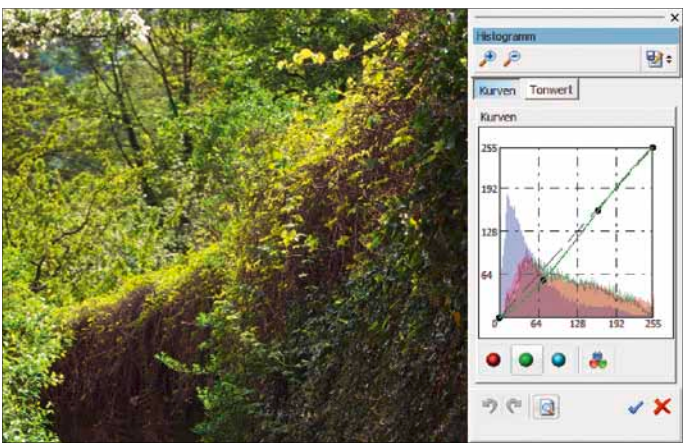 Histogramm
Kurven Tonwert
Kurven
255
192
128
64
0 64 128 192 255